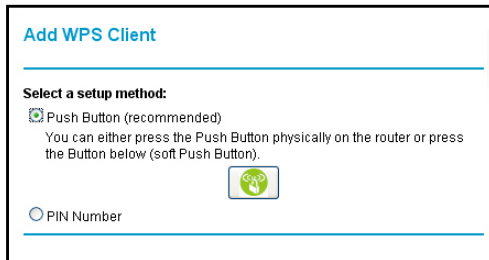 Add WPS Client
Select a setup method:
Push Button (recommended)
You can either press the Push Button physically on the router or press
the Button below (soft Push Button).
PIN Number